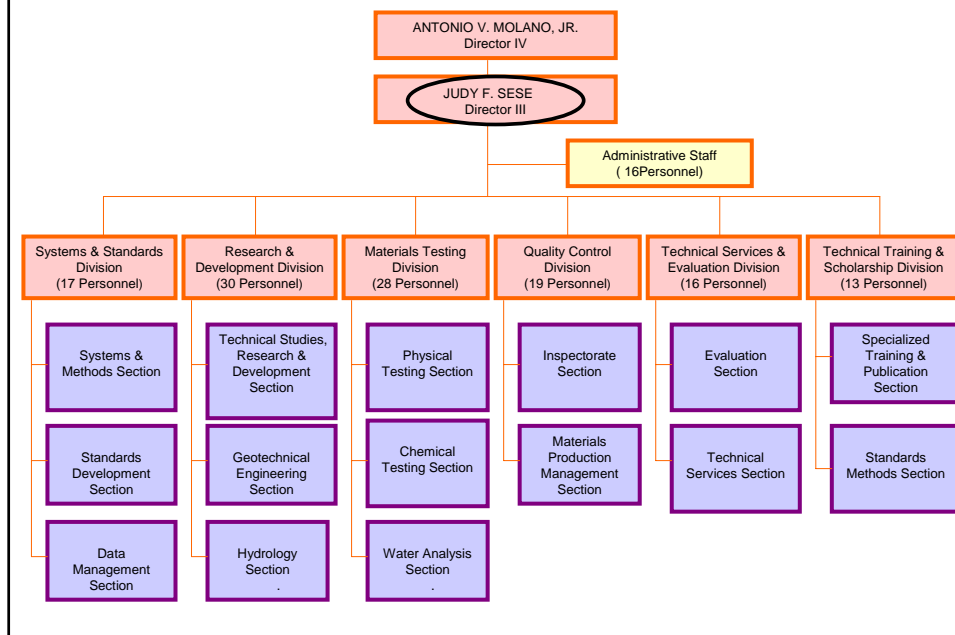 ANTONIO V. MOLANO, JR.
Director IV
JUDY F. SESE
Director III
Administrative Staff
( 16Personnel)
Systems & Standards
Division
(17 Personnel)
Research &
Development Division
(30 Personnel)
Materials Testing
Division
(28 Personnel)
Quality Control
Division
(19 Personnel)
Technical Services &
Evaluation Division
(16 Personnel)
Technical Training &
Scholarship Division
(13 Personnel)
Systems &
Methods Section
Technical Studies,
Research &
Development
Section
Physical
Testing Section
Inspectorate
Section
Evaluation
Section
Specialized
Training &
Publication
Section
Standards
Development
Section
Geotechnical
Engineering
Section
Chemical
Testing Section
Materials
Production
Management
Section
Technical
Services Section
Standards
Methods Section
Data
Management
Section
Hydrology
Section
.
Water Analysis
Section
.